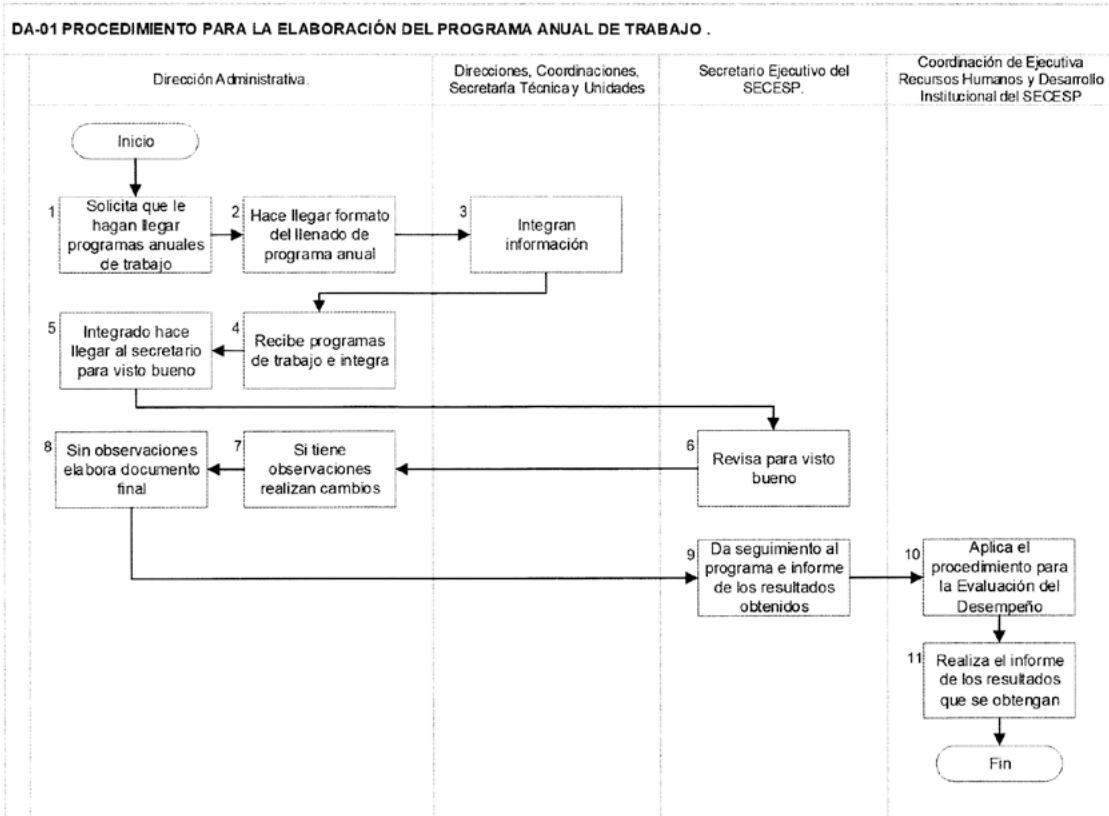 DA-01 PROCEDIMIENTO PARA LA ELABORACIÓN DEL PROGRAMA ANUAL DE TRABAJO .
Dirección Administrativa.
Direcciones, Coordinaciones,
Secretaría Técnica y Unidades
Secretario Ejecutivo del
SECESP.
Coordinación de Ejecutiva
Recursos Humanos y Desarrollo
Institucional del SECESP
Inicio
1
Solicita que le
hagan llegar
programas anuales
de trabajo
2
Hace llegar formato
del llenado de
programa anual
3
Integran
información
4
Recibe programas
de trabajo e integra
5
Integrado hace
llegar al secretario
para visto bueno
6
Revisa para visto
bueno
7
Si tiene
observaciones
realizan cambios
8
Sin observaciones
elabora documento
final
9
Da seguimiento al
programa e informe
de los resultados
obtenidos
10
Aplica el
procedimiento para
la Evaluación del
Desempeño
11
Realiza el informe
de los resultados
que se obtengan
Fin